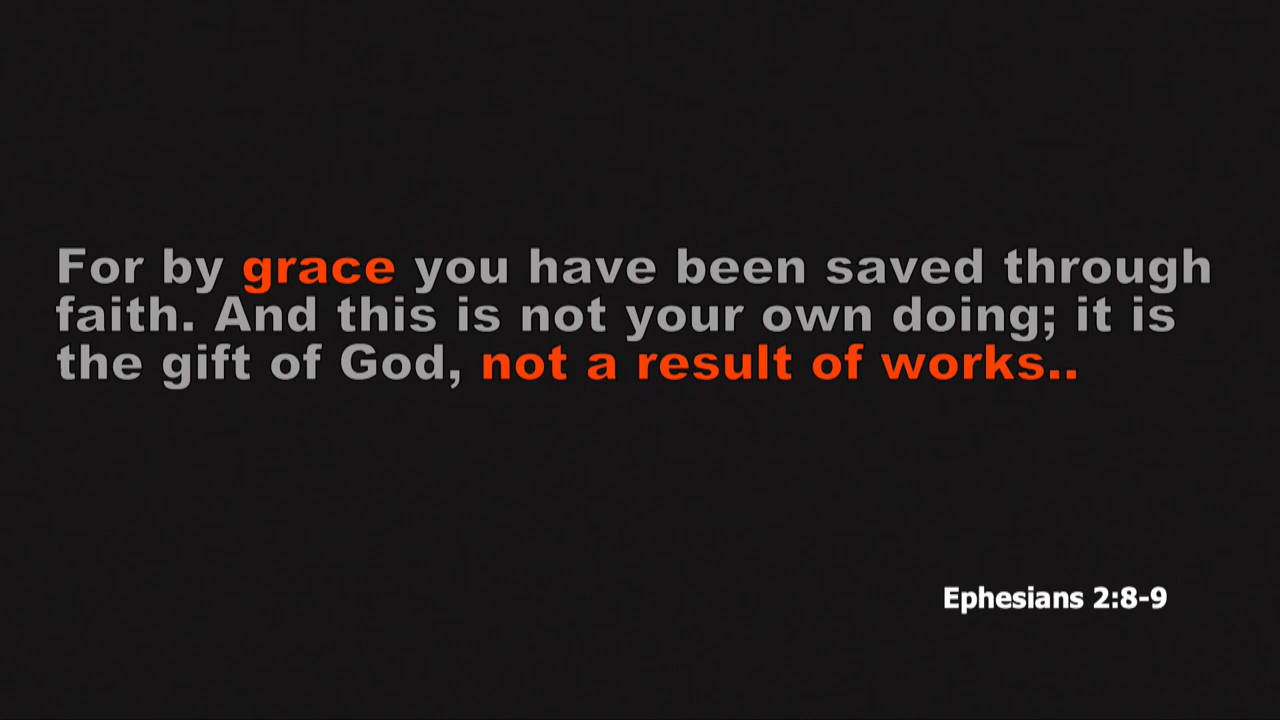 For by grace you have been saved through
faith. And this is not your own doing; it is
the gift of God, not a result of works..
Ephesians 2:8-9